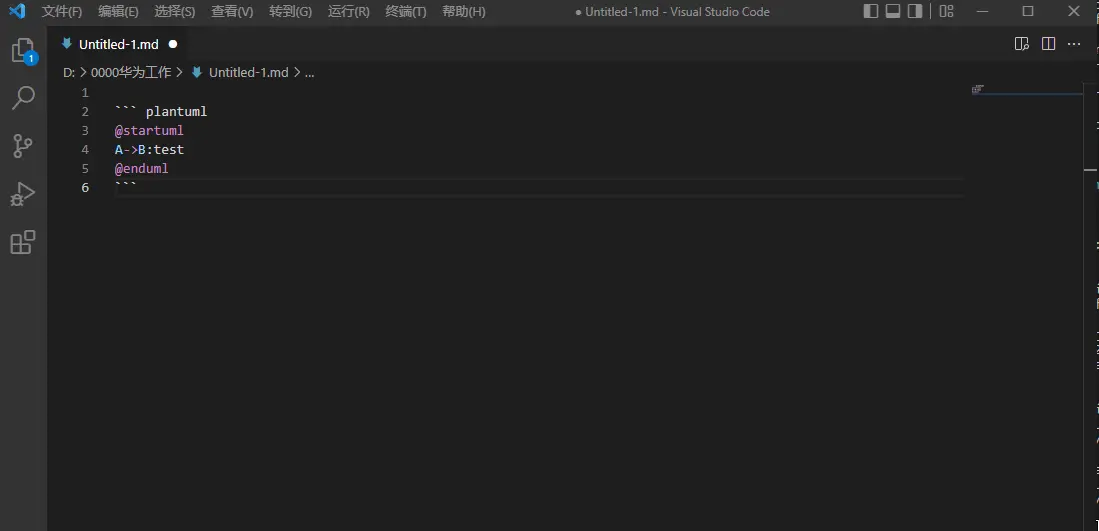 文件(F) 编辑(E) 选择(S) 查看(V) 转到(G) 运行(R) 终端(T) 帮助(H) ● Untitled-1.md - Visual Studio Code
Untitled-1.md ●
D: > 0000华为工作 > Untitled-1.md > ...
1
2 ``` plantuml
3 @startuml
4 A->B:test
5 @enduml
6 ```
1